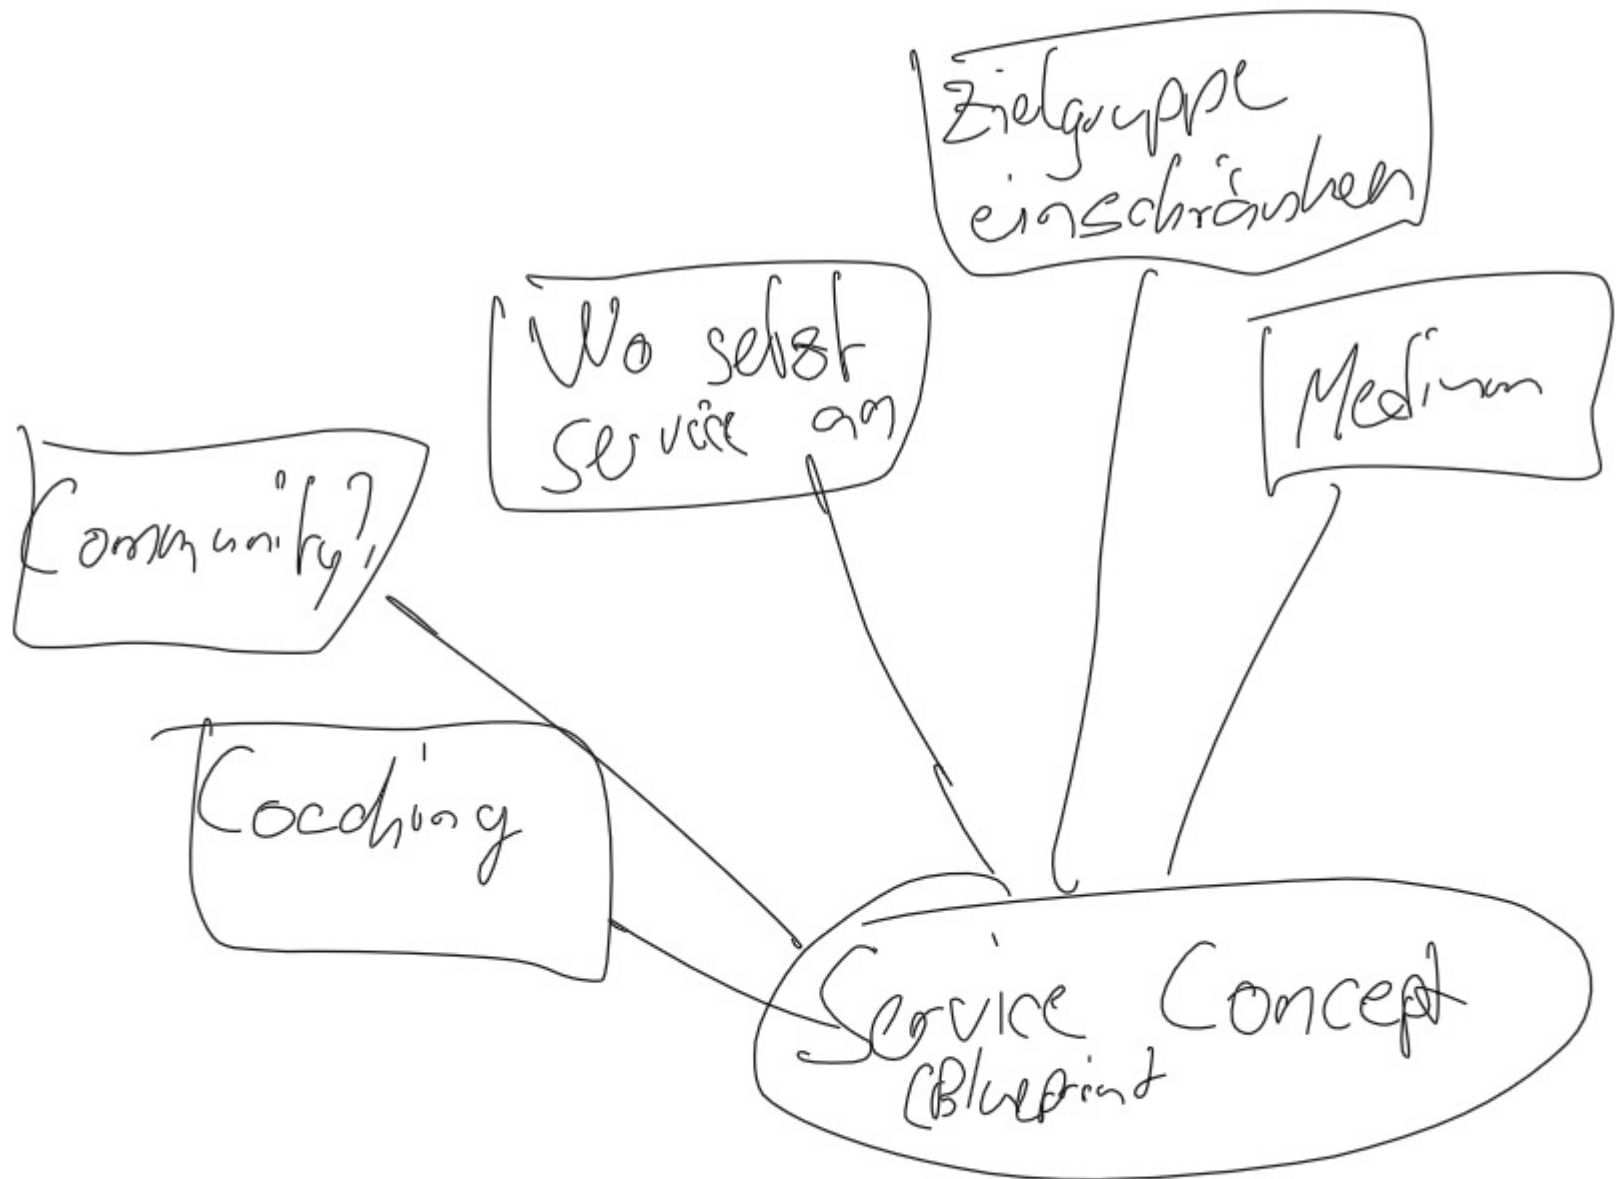 Zielgruppe
einschränken
Wo setzt
Service an
Medium
Community?
Coaching
Service Concept
(Blueprint